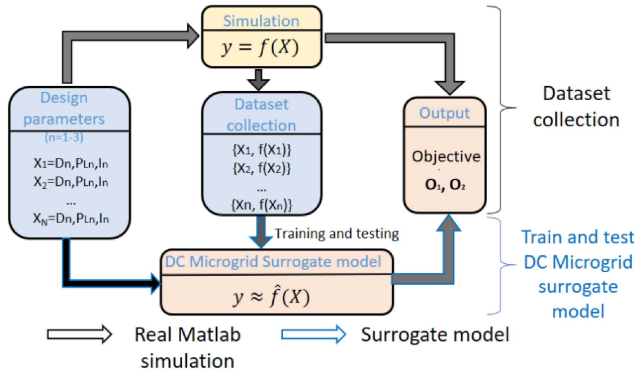 Simulation
y = f(X)
Design
parameters
(n=1-3)
X₁=Dn,PLn,In
X₂=Dn,PLn,In
...
X_N=Dn,PLn,In
Dataset
collection
{X₁, f(X₁)}
{X₂, f(X₂)}
...
{Xn, f(Xn)}
Output
Objective
O₁, O₂
Dataset
collection
Training and testing
DC Microgrid Surrogate model
y ≈ f̂(X)
Train and test
DC Microgrid
surrogate
model
Real Matlab
simulation
Surrogate model